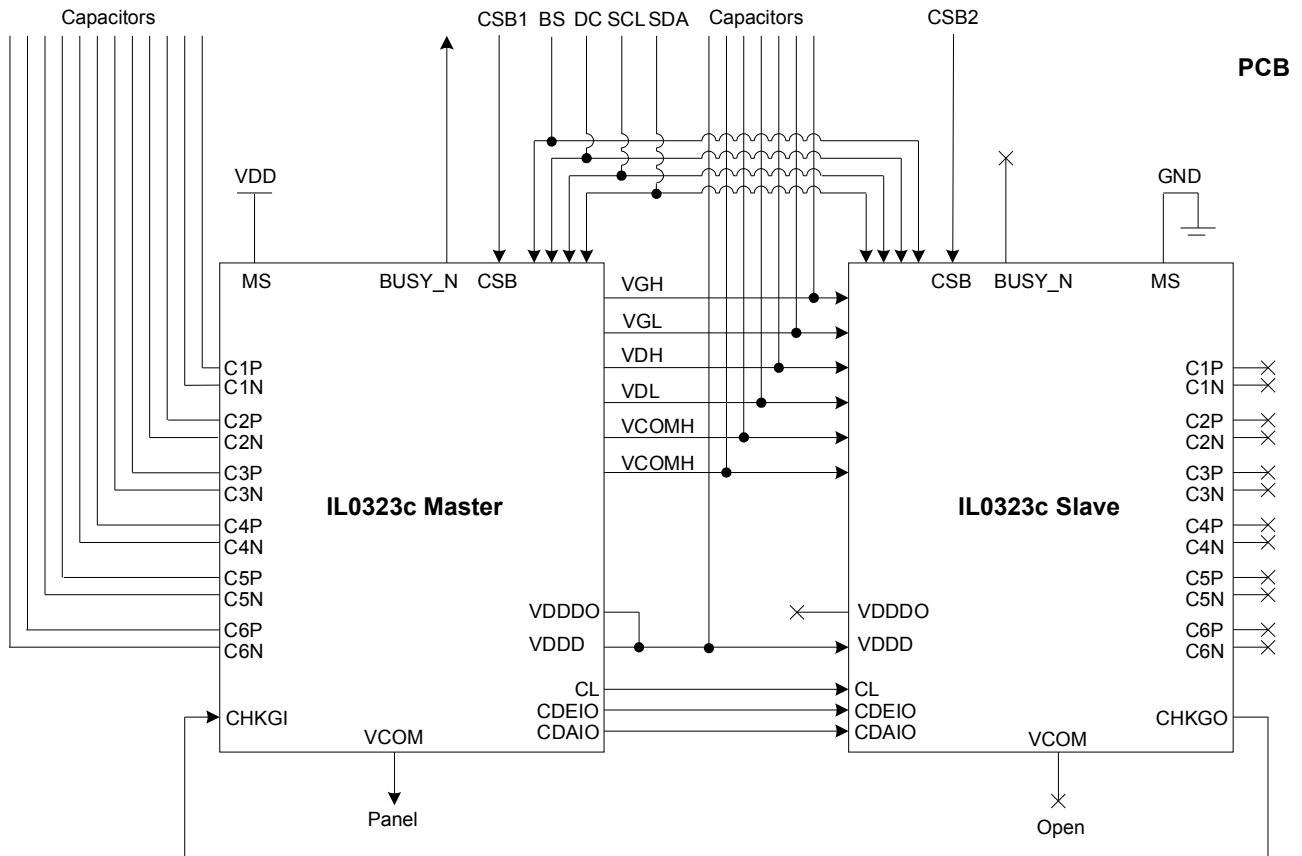 Capacitors
CSB1 BS DC SCL SDA
Capacitors
CSB2
PCB
VDD
GND
MS
BUSY_N
CSB
CSB
BUSY_N
MS
VGH
VGL
VDH
VDL
VCOMH
VCOMH
C1P
C1N
C2P
C2N
C3P
C3N
C4P
C4N
C5P
C5N
C6P
C6N
IL0323c Master
IL0323c Slave
C1P
C1N
C2P
C2N
C3P
C3N
C4P
C4N
C5P
C5N
C6P
C6N
VDDDO
VDDD
VDDDO
VDDD
CL
CDEIO
CDAIO
CL
CDEIO
CDAIO
CHKGI
CHKGO
VCOM
VCOM
Panel
Open